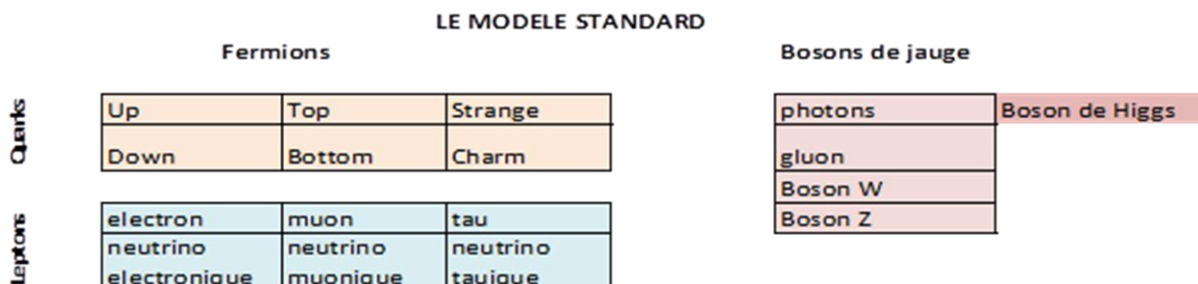 LE MODELE STANDARD
Fermions
Bosons de jauge
Quarks
Up Top Strange
photons Boson de Higgs
Down Bottom Charm
gluon
Boson W
Leptons
electron muon tau
Boson Z
neutrino neutrino neutrino
electronique muonique tauique